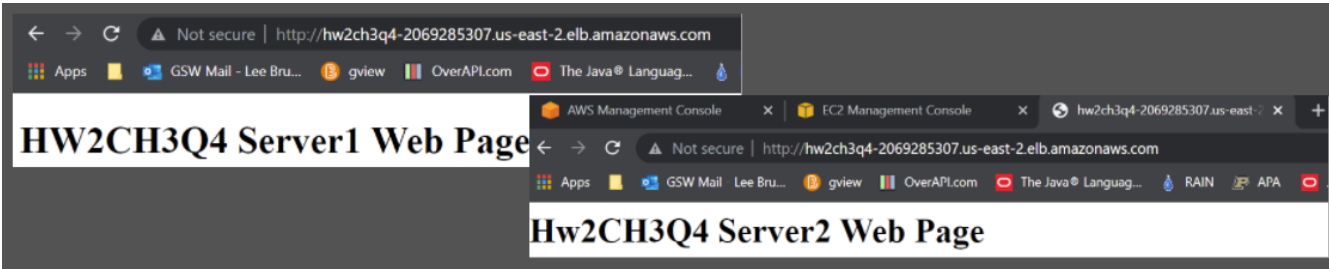 Not secure | http://hw2ch3q4-2069285307.us-east-2.elb.amazonaws.com
Apps GSW Mail - Lee Bru... gview OverAPI.com The Java® Languag...
HW2CH3Q4 Server1 Web Page
AWS Management Console EC2 Management Console hw2ch3q4-2069285307.us-east-2
Not secure | http://hw2ch3q4-2069285307.us-east-2.elb.amazonaws.com
Apps GSW Mail - Lee Bru... gview OverAPI.com The Java® Languag... RAIN APA
Hw2CH3Q4 Server2 Web Page